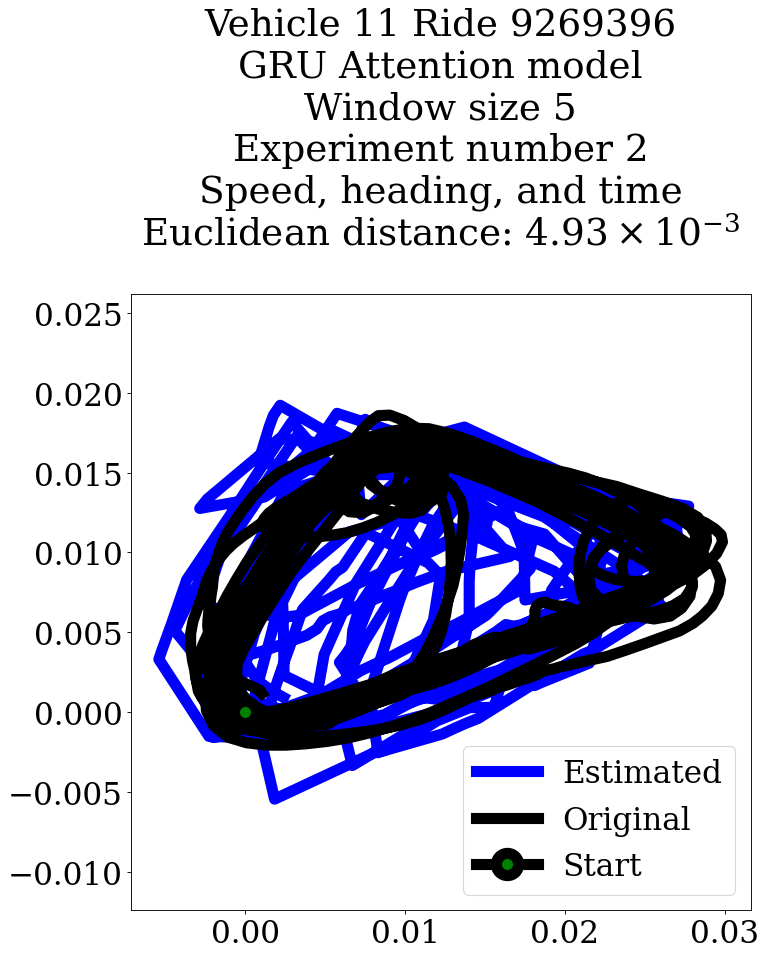 Vehicle 11 Ride 9269396
GRU Attention model
Window size 5
Experiment number 2
Speed, heading, and time
Euclidean distance: 4.93 × 10⁻³
0.025
0.020
0.015
0.010
0.005
0.000
−0.005
−0.010
Estimated
Original
Start
0.00 0.01 0.02 0.03